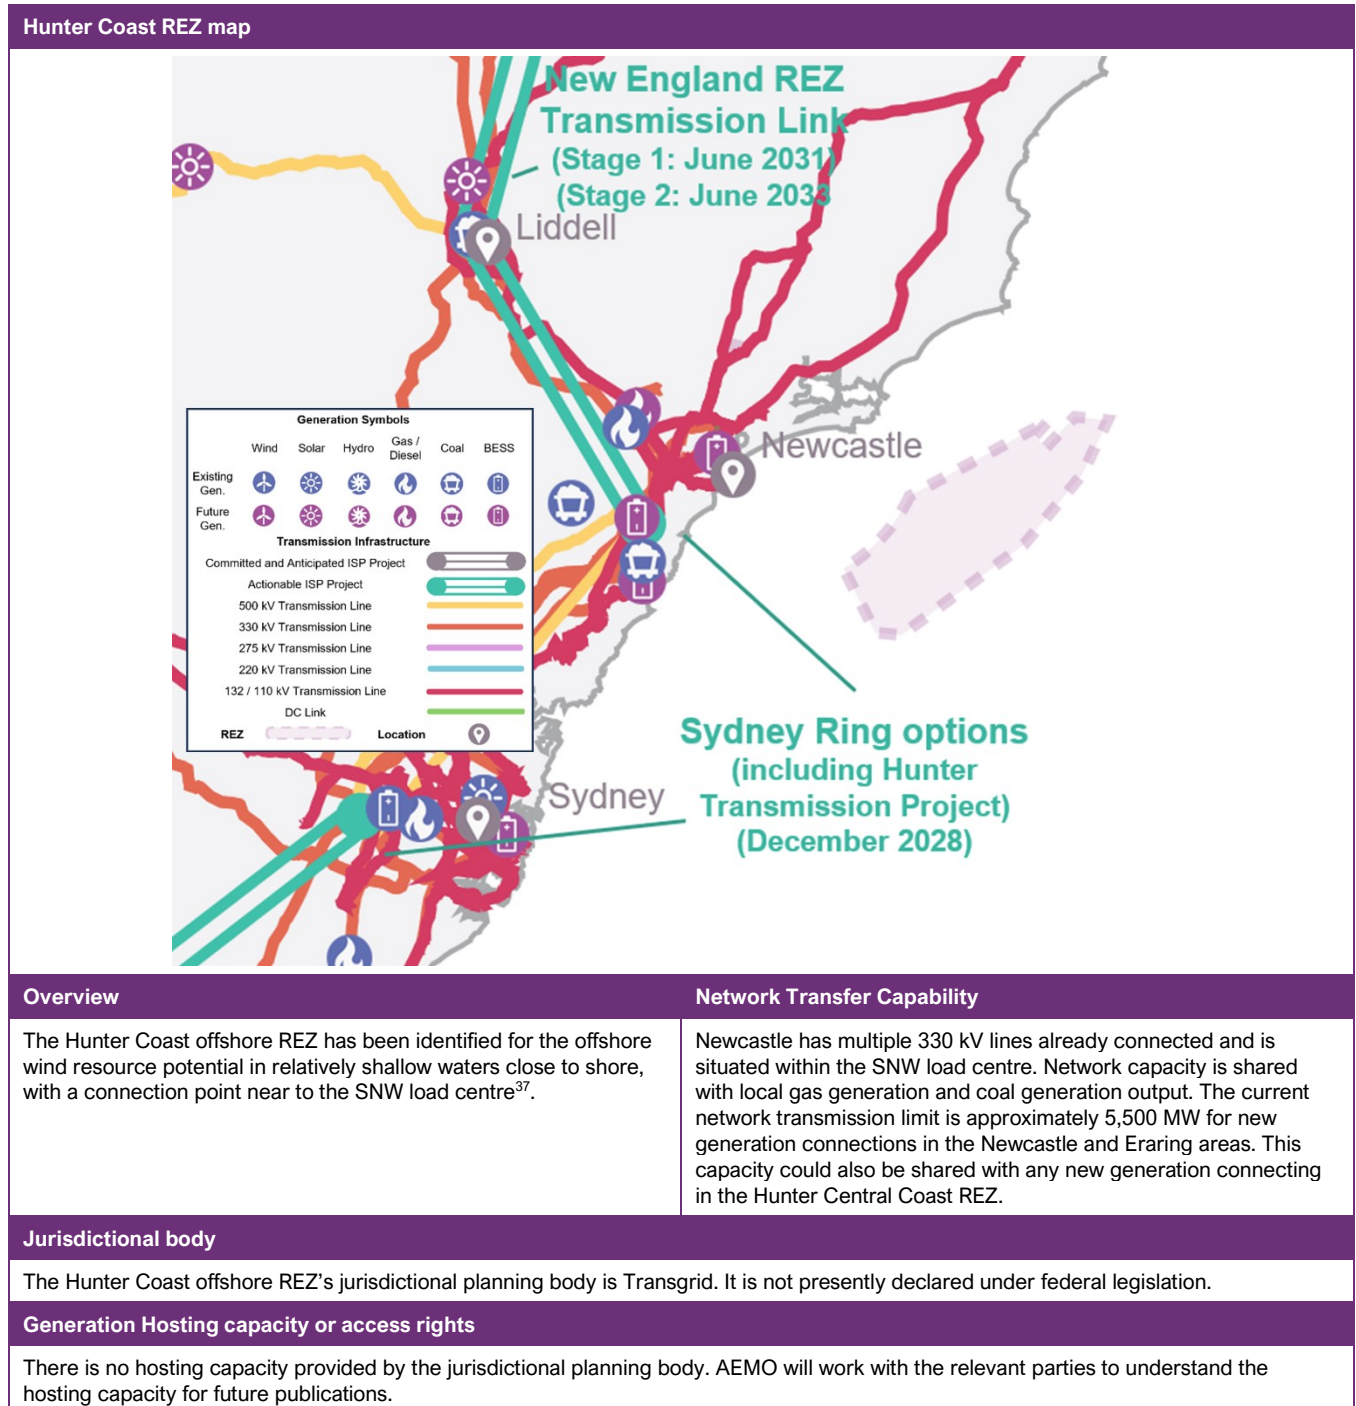 Hunter Coast REZ map
New England REZ
Transmission Link
(Stage 1: June 2031)
(Stage 2: June 2033
Liddell
Newcastle
Generation Symbols
Wind Solar Hydro Gas / Diesel Coal BESS
Existing Gen.
Future Gen.
Transmission Infrastructure
Committed and Anticipated ISP Project
Actionable ISP Project
500 kV Transmission Line
330 kV Transmission Line
275 kV Transmission Line
220 kV Transmission Line
132 / 110 kV Transmission Line
DC Link
REZ Location
Sydney Ring options
(including Hunter
Transmission Project)
(December 2028)
Sydney
Overview
The Hunter Coast offshore REZ has been identified for the offshore
wind resource potential in relatively shallow waters close to shore,
with a connection point near to the SNW load centre37.
Network Transfer Capability
Newcastle has multiple 330 kV lines already connected and is
situated within the SNW load centre. Network capacity is shared
with local gas generation and coal generation output. The current
network transmission limit is approximately 5,500 MW for new
generation connections in the Newcastle and Eraring areas. This
capacity could also be shared with any new generation connecting
in the Hunter Central Coast REZ.
Jurisdictional body
The Hunter Coast offshore REZ's jurisdictional planning body is Transgrid. It is not presently declared under federal legislation.
Generation Hosting capacity or access rights
There is no hosting capacity provided by the jurisdictional planning body. AEMO will work with the relevant parties to understand the
hosting capacity for future publications.